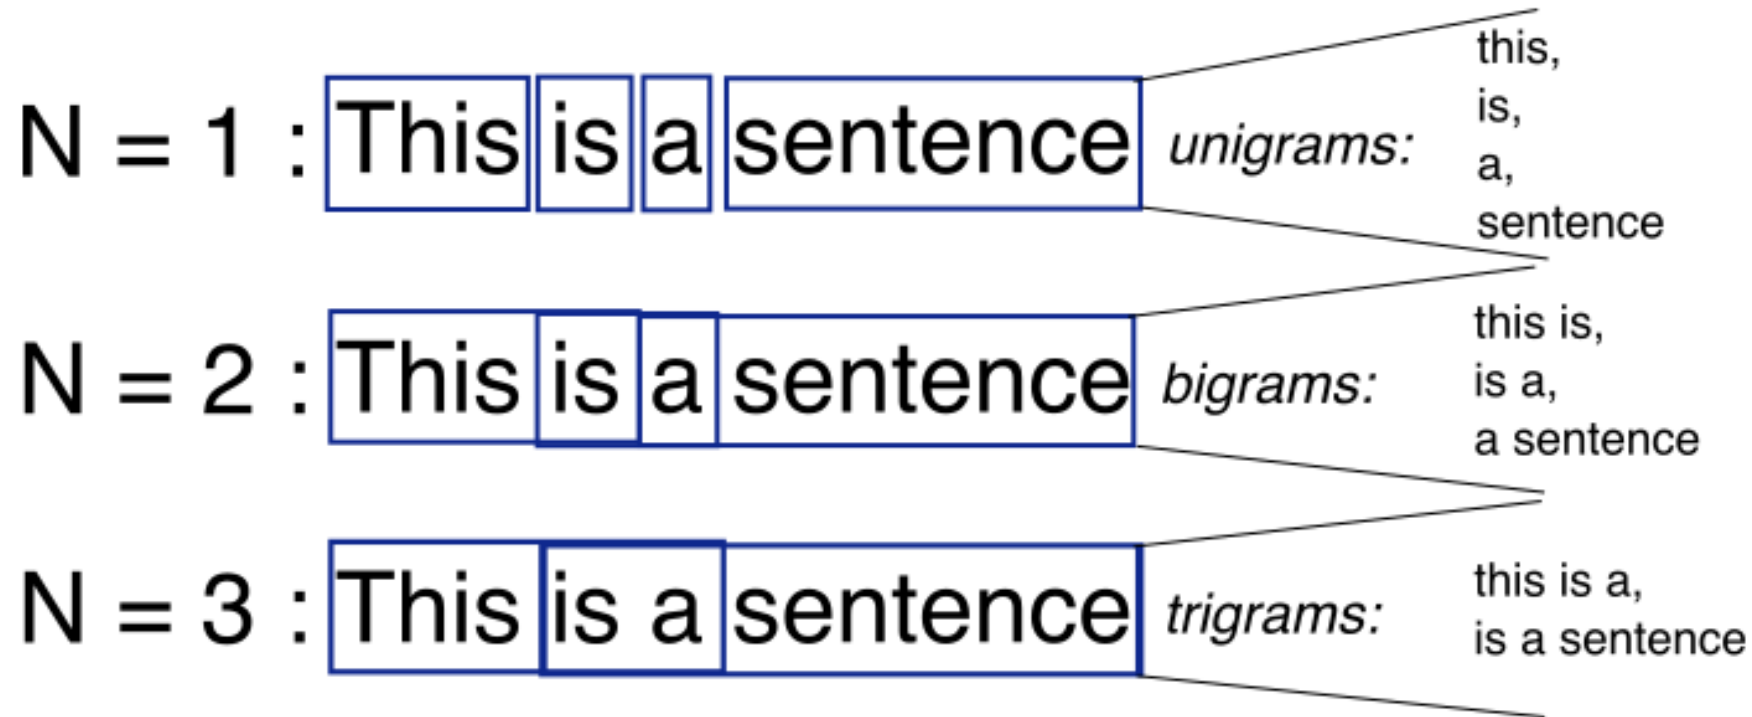 N = 1 : This is a sentence unigrams:
this,
is,
a,
sentence
N = 2 : This is a sentence bigrams:
this is,
is a,
a sentence
N = 3 : This is a sentence trigrams:
this is a,
is a sentence